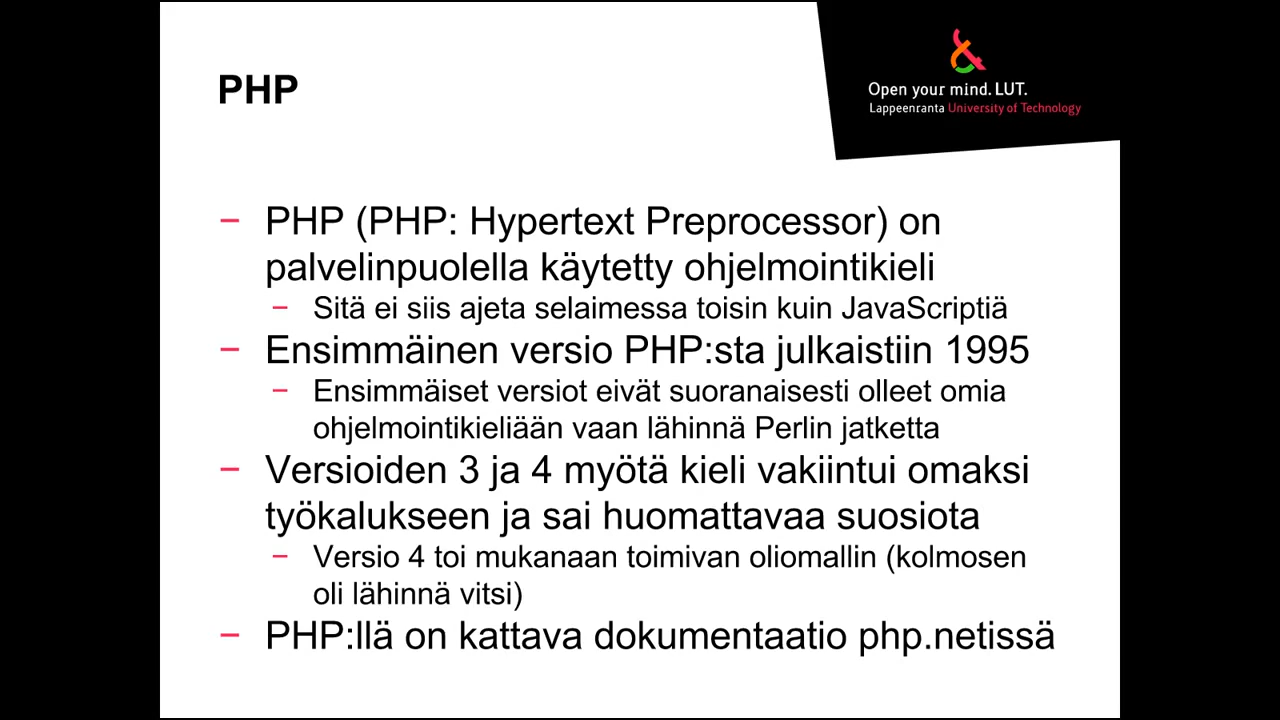 PHP
Open your mind. LUT.
Lappeenranta University of Technology
− PHP (PHP: Hypertext Preprocessor) on
palvelinpuolella käytetty ohjelmointikieli
− Sitä ei siis ajeta selaimessa toisin kuin JavaScriptiä
− Ensimmäinen versio PHP:sta julkaistiin 1995
− Ensimmäiset versiot eivät suoranaisesti olleet omia
ohjelmointikieliään vaan lähinnä Perlin jatketta
− Versioiden 3 ja 4 myötä kieli vakiintui omaksi
työkalukseen ja sai huomattavaa suosiota
− Versio 4 toi mukanaan toimivan oliomallin (kolmosen
oli lähinnä vitsi)
− PHP:llä on kattava dokumentaatio php.netissä